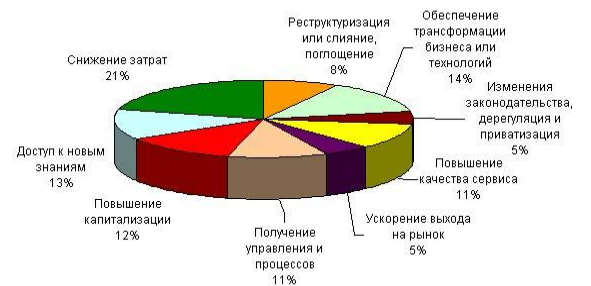 Обеспечение
трансформации
бизнеса или
технологий
14%
Реструктуризация
или слияние,
поглощение
8%
Снижение затрат
21%
Изменения
законодательства,
дерегуляция и
приватизация
5%
Доступ к новым
знаниям
13%
Повышение
качества сервиса
11%
Повышение
капитализации
12%
Ускорение выхода
на рынок
5%
Получение
управления и
процессов
11%